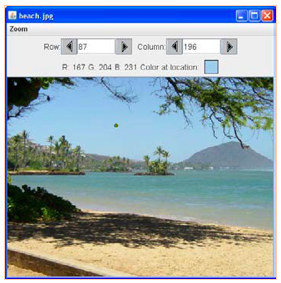 beach.jpg
Zoom
Row: 87 Column: 196
R: 167 G: 204 B: 231 Color at location: